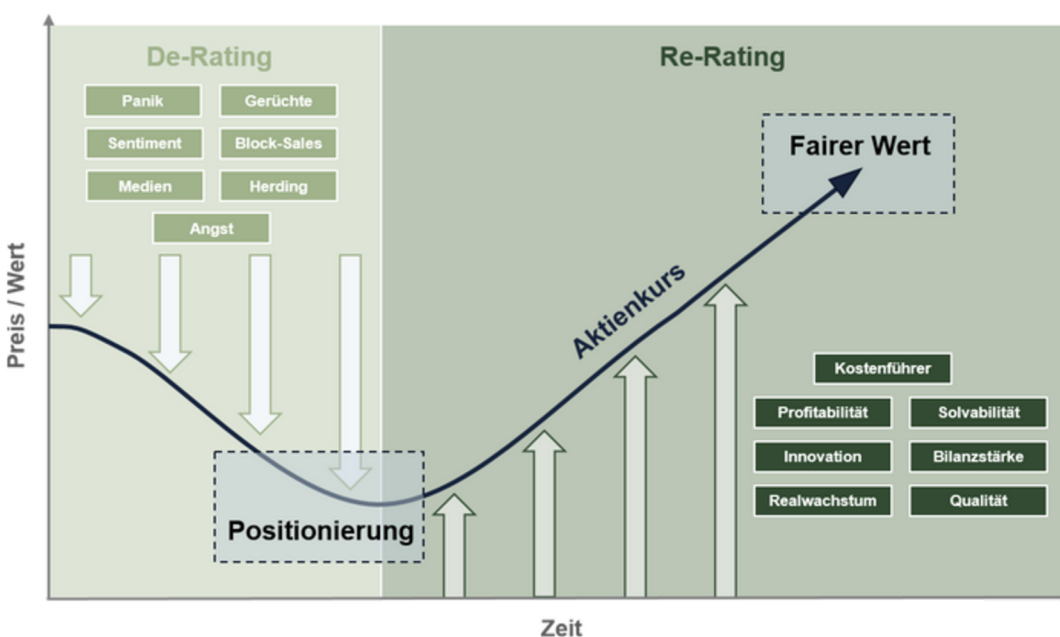 De-Rating
Re-Rating
Panik
Gerüchte
Sentiment
Block-Sales
Medien
Herding
Angst
Fairer Wert
Aktienkurs
Positionierung
Kostenführer
Profitabilität
Solvabilität
Innovation
Bilanzstärke
Realwachstum
Qualität
Preis / Wert
Zeit